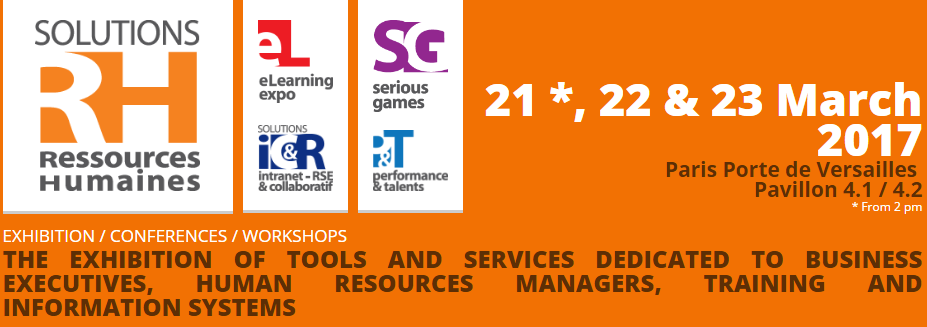 SOLUTIONS
RH
Ressources
Humaines
eL
eLearning
expo
SOLUTIONS
iC&R
intranet - RSE
& collaboratif
SG
serious
games
P&T
performance
& talents
21 *, 22 & 23 March
2017
Paris Porte de Versailles
Pavillon 4.1 / 4.2
* From 2 pm
EXHIBITION / CONFERENCES / WORKSHOPS
THE EXHIBITION OF TOOLS AND SERVICES DEDICATED TO BUSINESS
EXECUTIVES, HUMAN RESOURCES MANAGERS, TRAINING AND
INFORMATION SYSTEMS